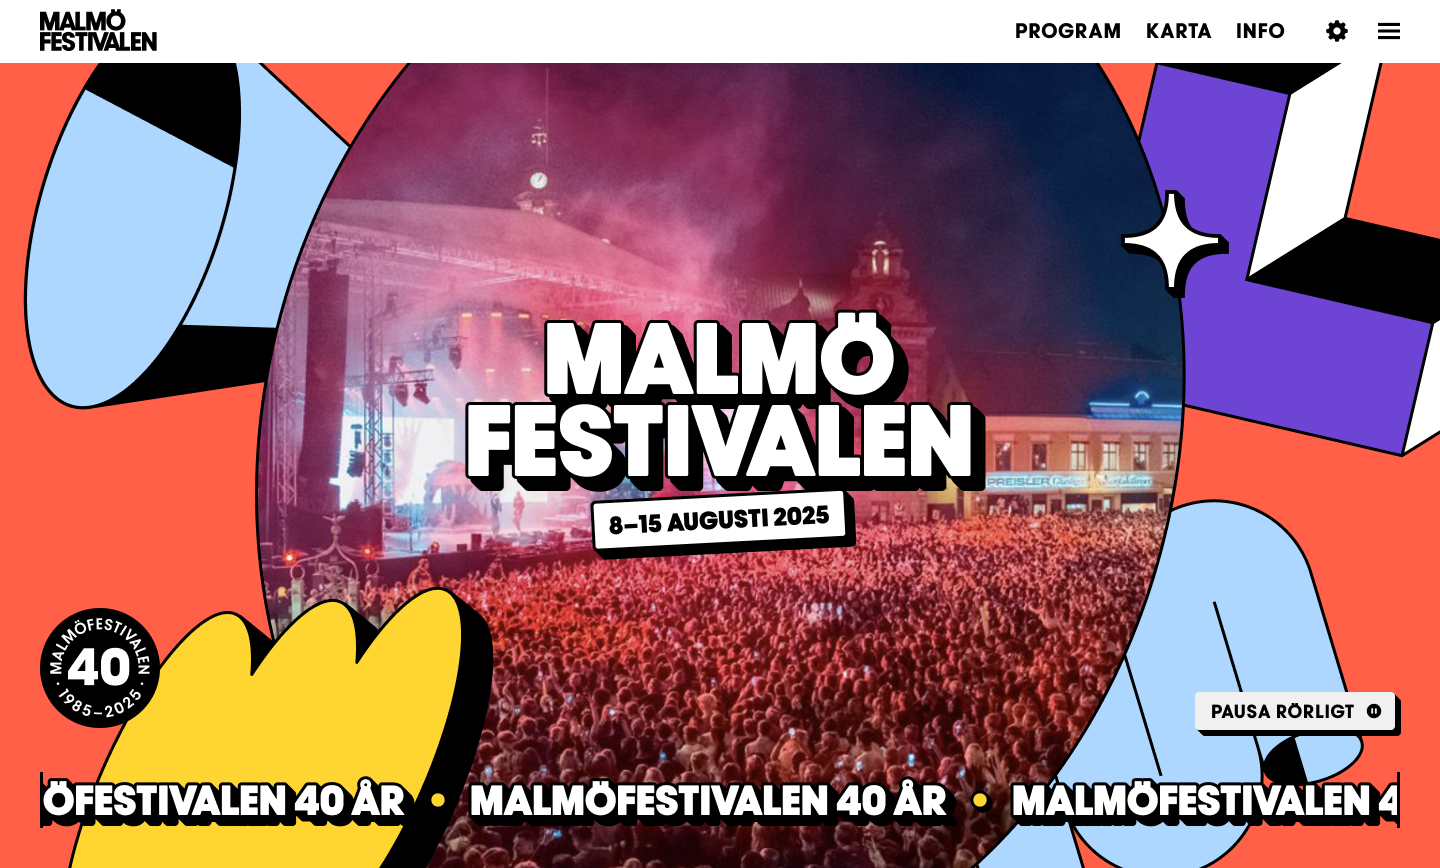 MALMÖ
FESTIVALEN
PROGRAM KARTA INFO
MALMÖ
FESTIVALEN
PREISLER
8–15 AUGUSTI 2025
· MALMÖFESTIVALEN ·
40
1985–2025
PAUSA RÖRLIGT
ÖFESTIVALEN 40 ÅR • MALMÖFESTIVALEN 40 ÅR • MALMÖFESTIVALEN 4